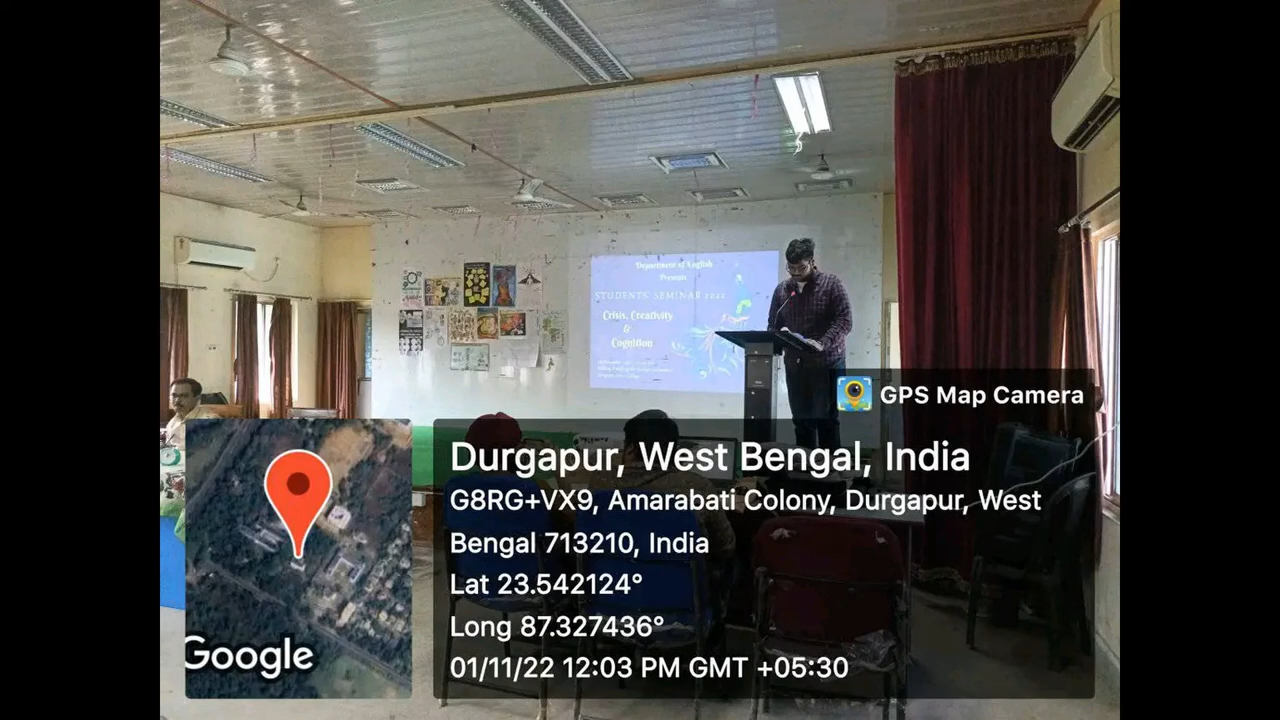 Department of English
Presents
STUDENTS' SEMINAR 2022
Crisis, Creativity
&
Cognition
GPS Map Camera
Durgapur, West Bengal, India
G8RG+VX9, Amarabati Colony, Durgapur, West
Bengal 713210, India
Lat 23.542124°
Long 87.327436°
01/11/22 12:03 PM GMT +05:30
Google